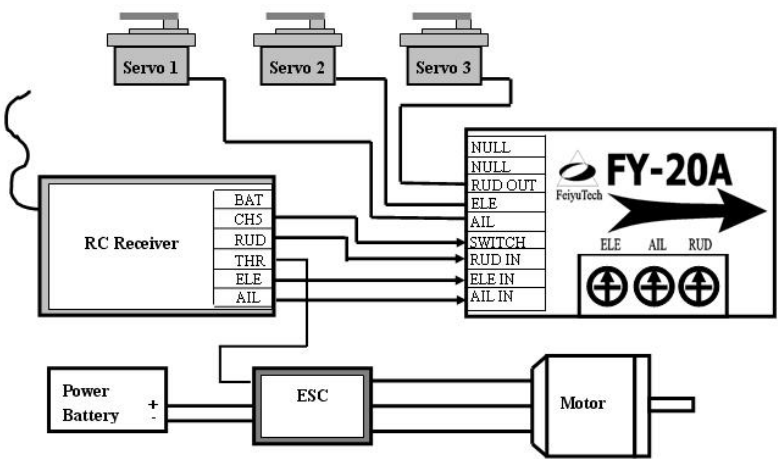 Servo 1
Servo 2
Servo 3
NULL
NULL
RUD OUT
ELE
AIL
SWITCH
RUD IN
ELE IN
AIL IN
FeiyuTech
FY-20A
ELE AIL RUD
RC Receiver
BAT
CH5
RUD
THR
ELE
AIL
Power
Battery
+
-
ESC
Motor